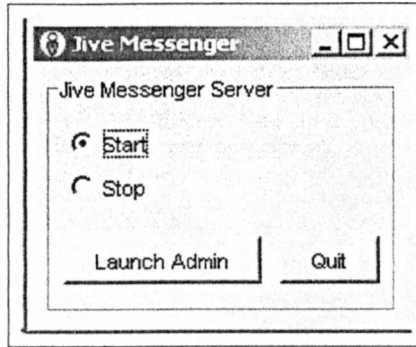 Jive Messenger
Jive Messenger Server
Start
Stop
Launch Admin Quit